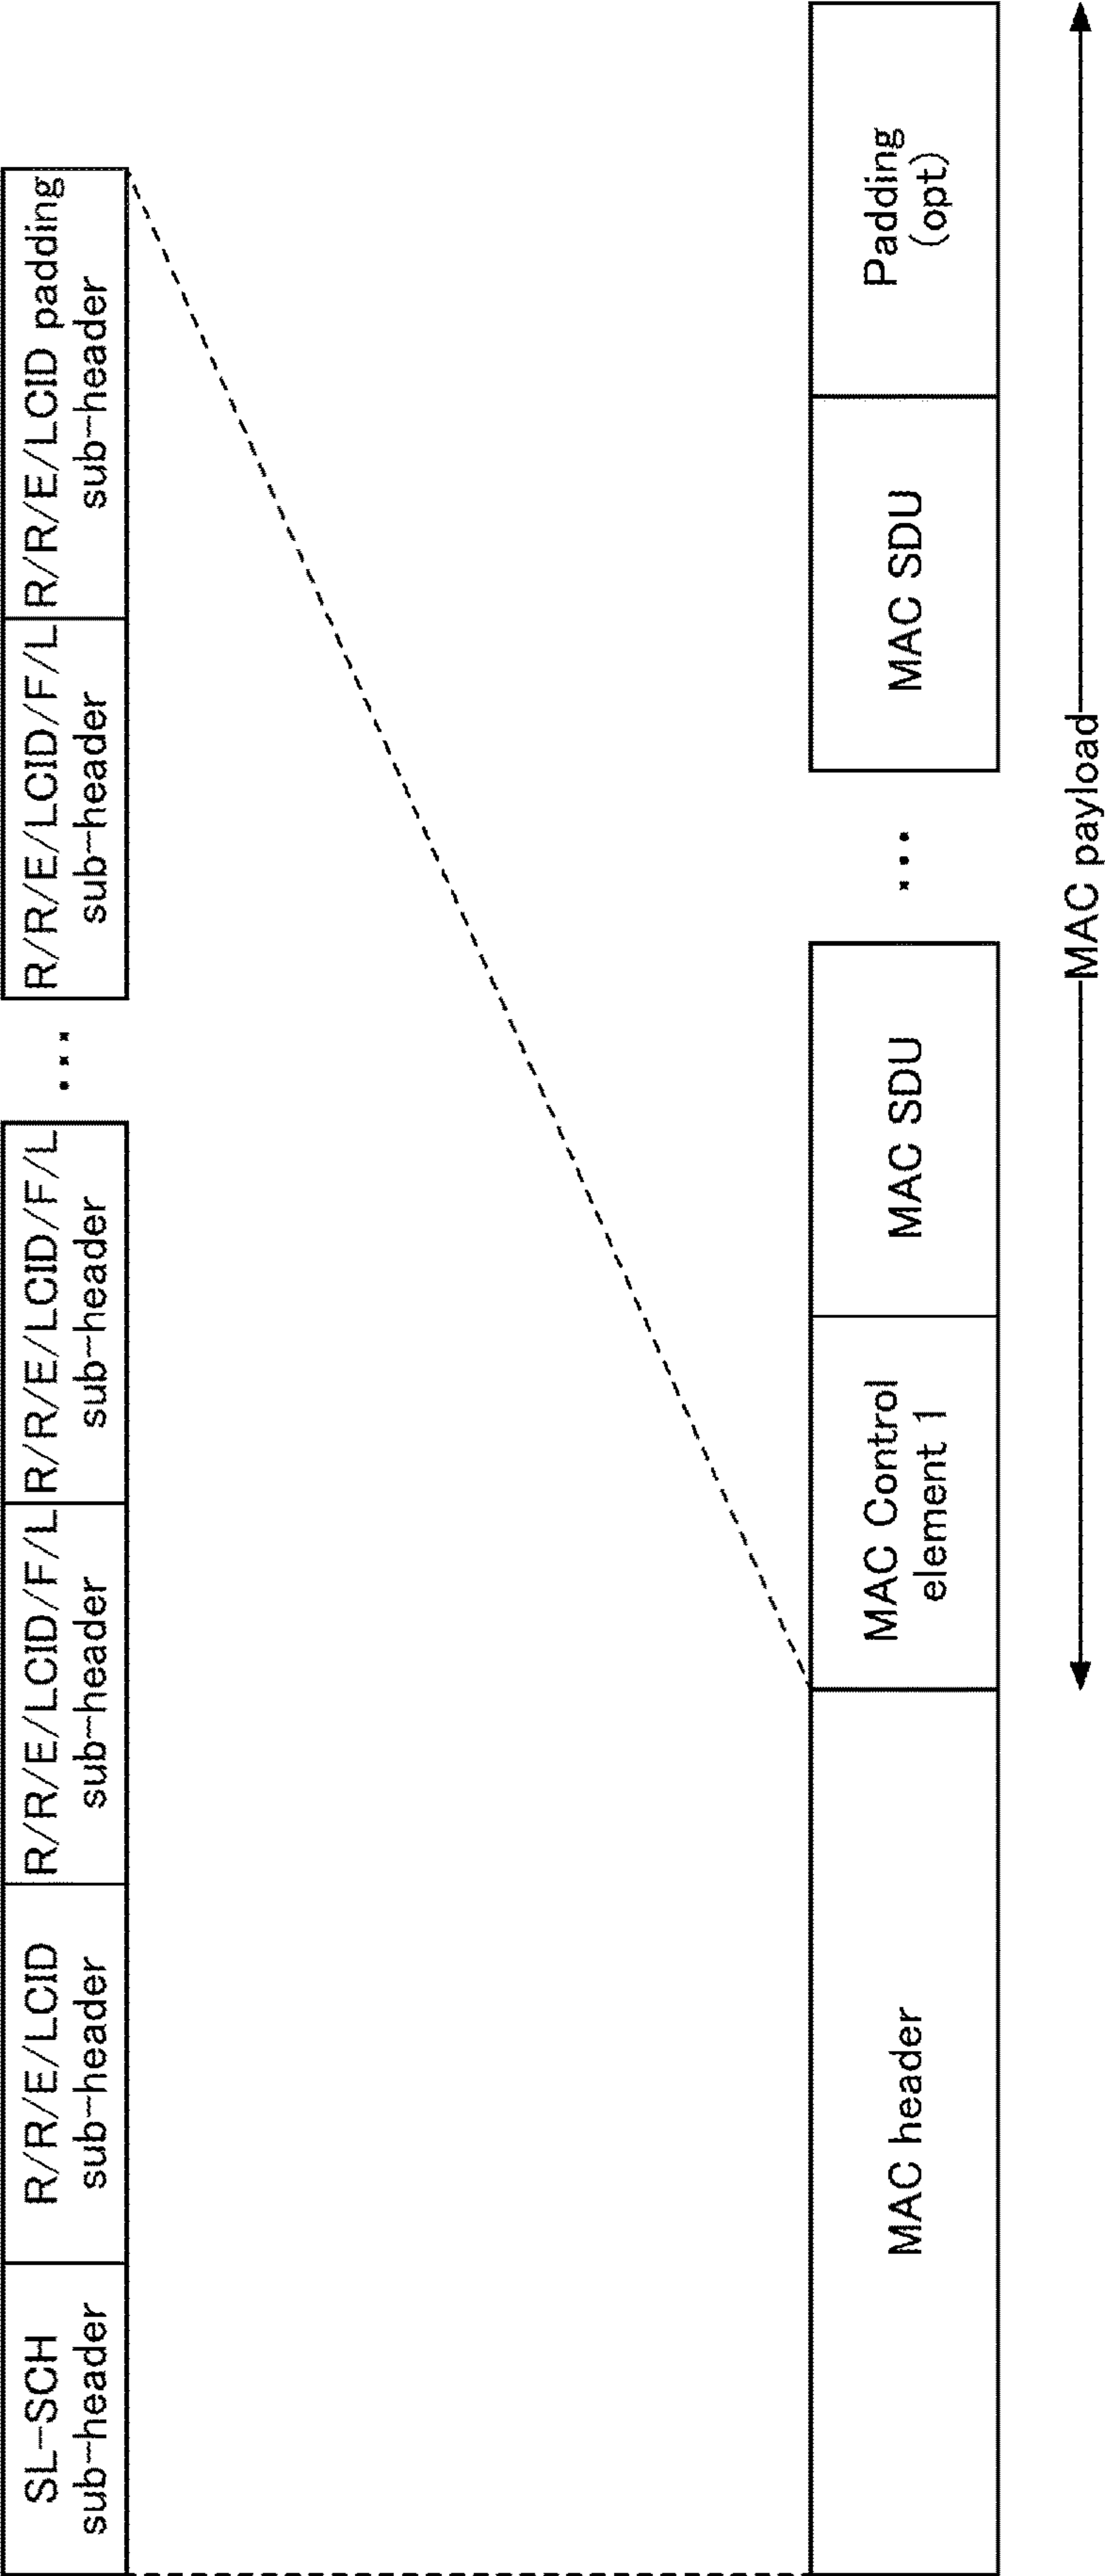 SL-SCH
sub-header
R/R/E/LCID
sub-header
R/R/E/LCID/F/L
sub-header
R/R/E/LCID/F/L
sub-header
...
R/R/E/LCID/F/L
sub-header
R/R/E/LCID padding
sub-header
MAC header
MAC Control
element 1
MAC SDU
...
MAC SDU
Padding
(opt)
MAC payload